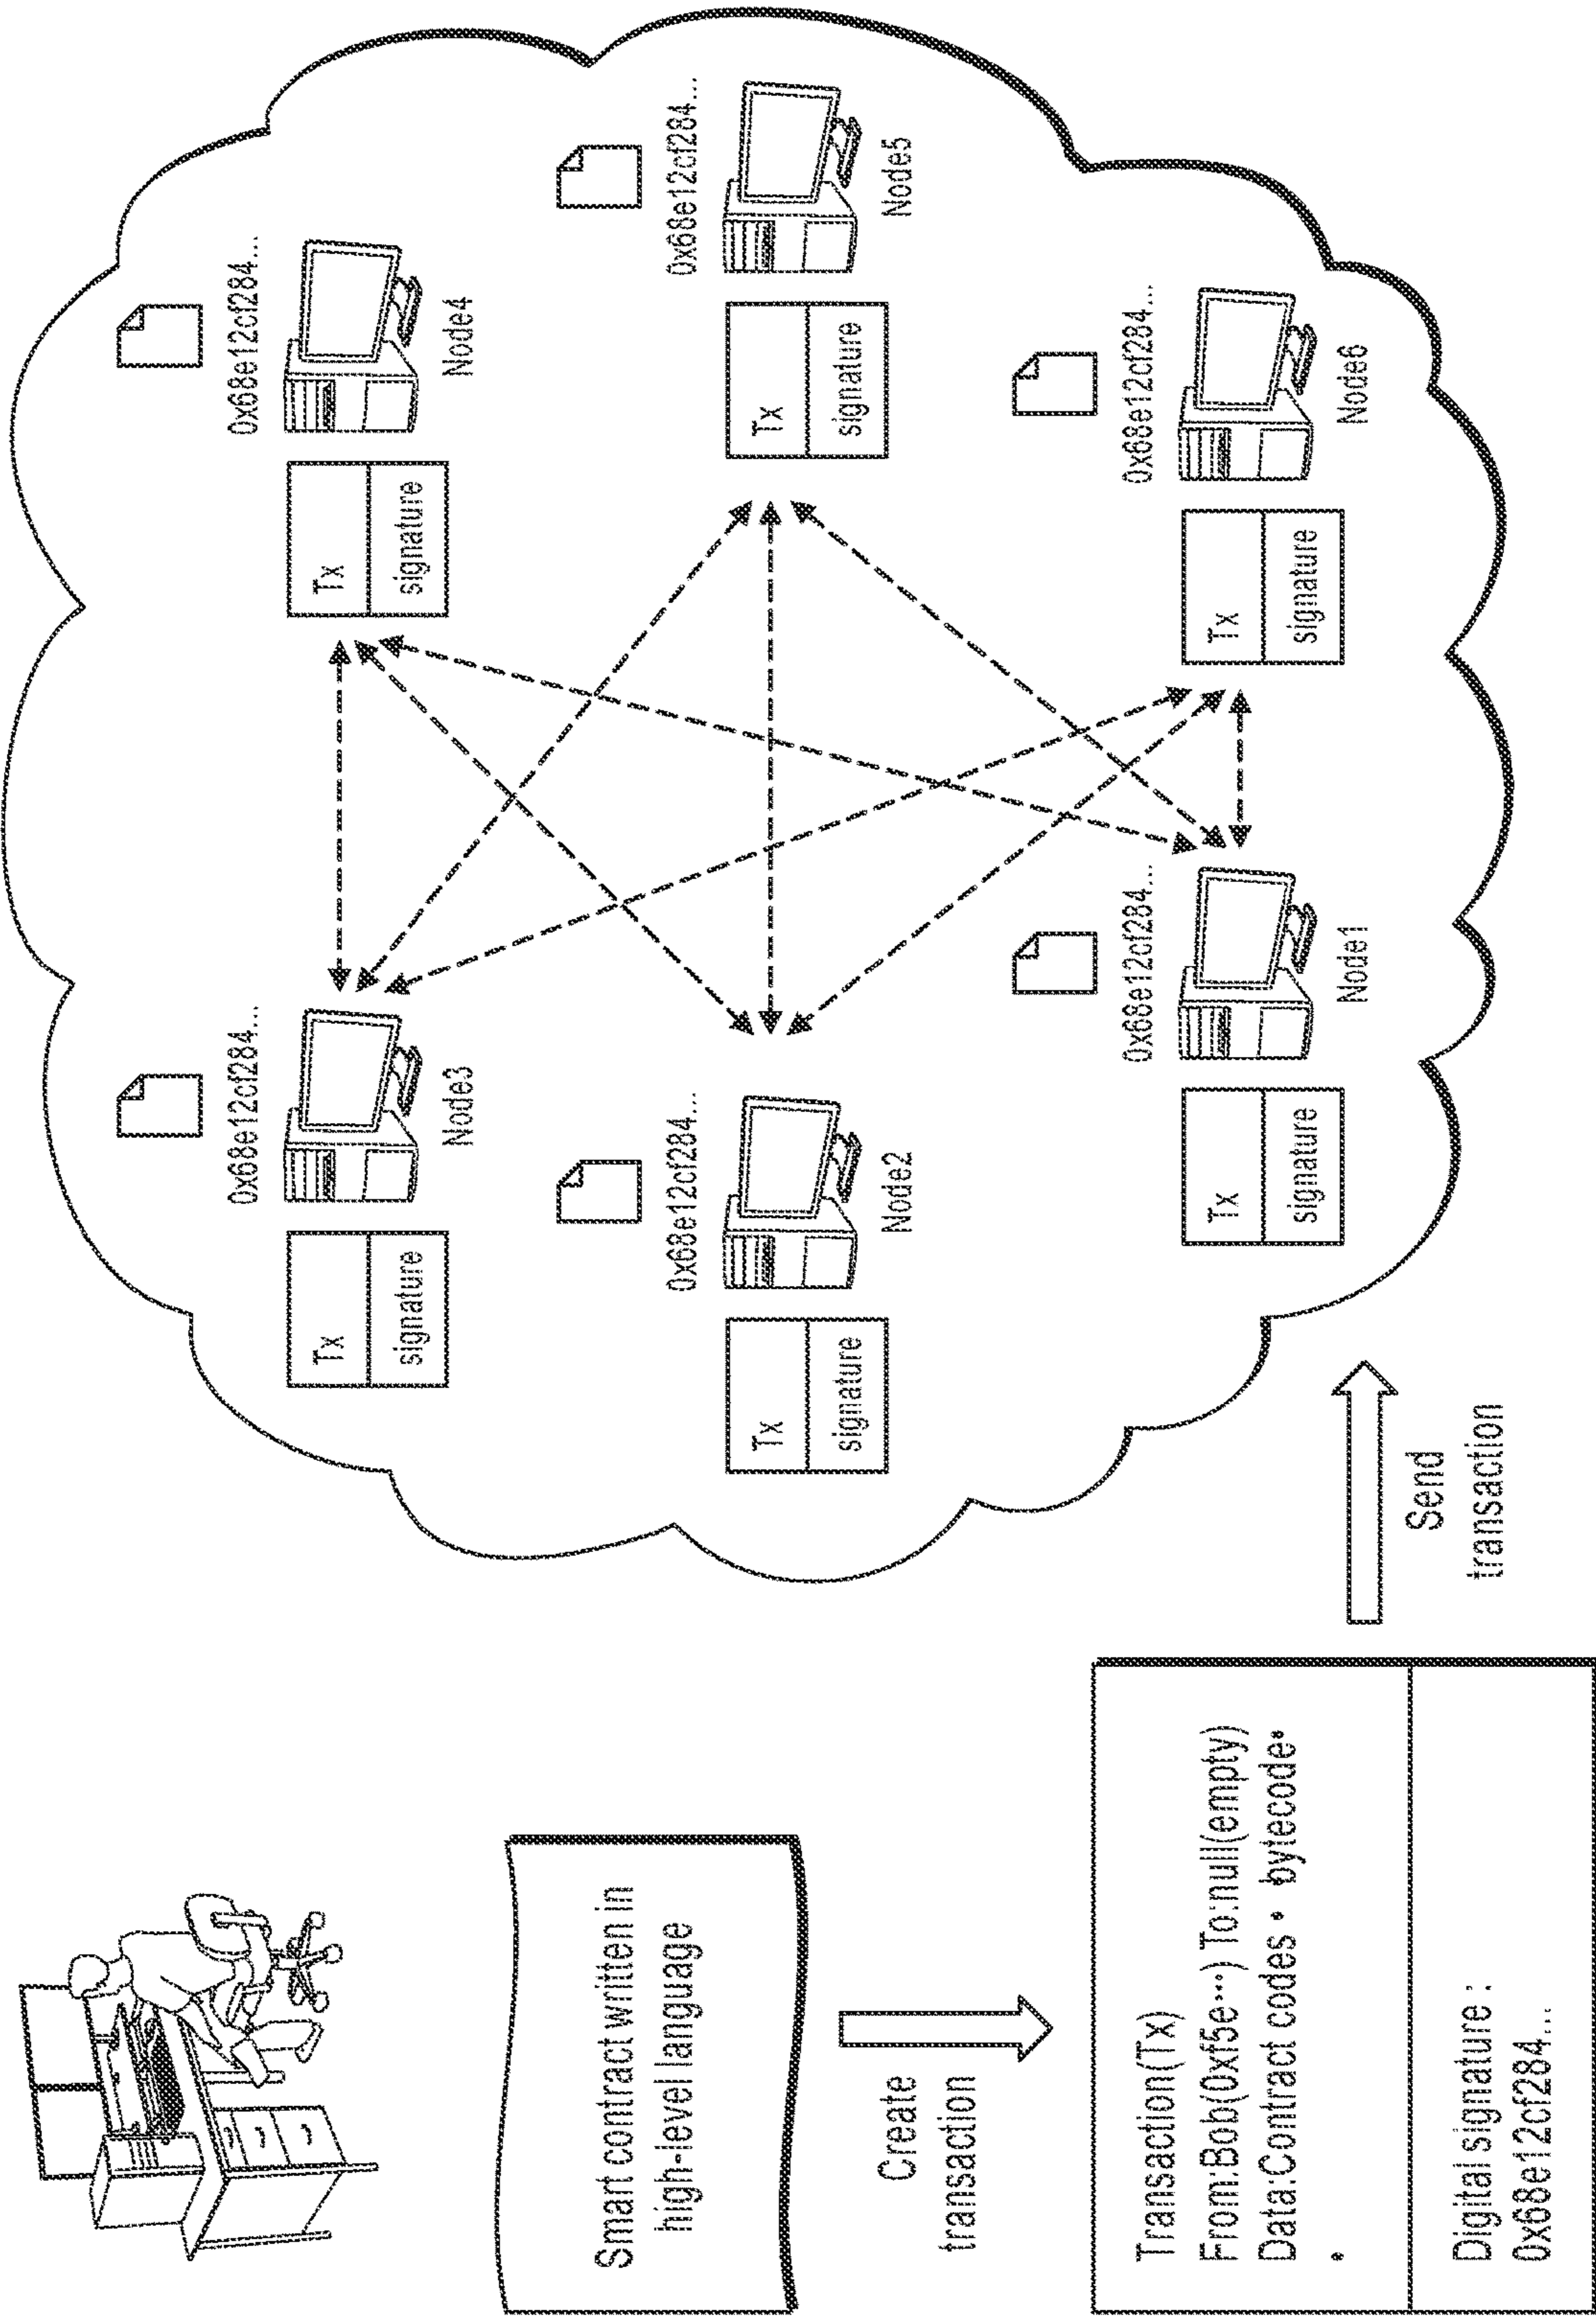 Smart contract written in
high-level language
Create
transaction
Transaction(Tx)
From:Bob(0xf5e···) To:null(empty)
Data:Contract codes • bytecode•
•
Digital signature :
0x68e12cf284...
Send
transaction
0x68e12cf284...
Tx
signature
Node3
0x68e12cf284...
Tx
signature
Node4
0x68e12cf284...
Tx
signature
Node2
0x68e12cf284...
Tx
signature
Node5
0x68e12cf284...
Tx
signature
Node1
0x68e12cf284...
Tx
signature
Node6